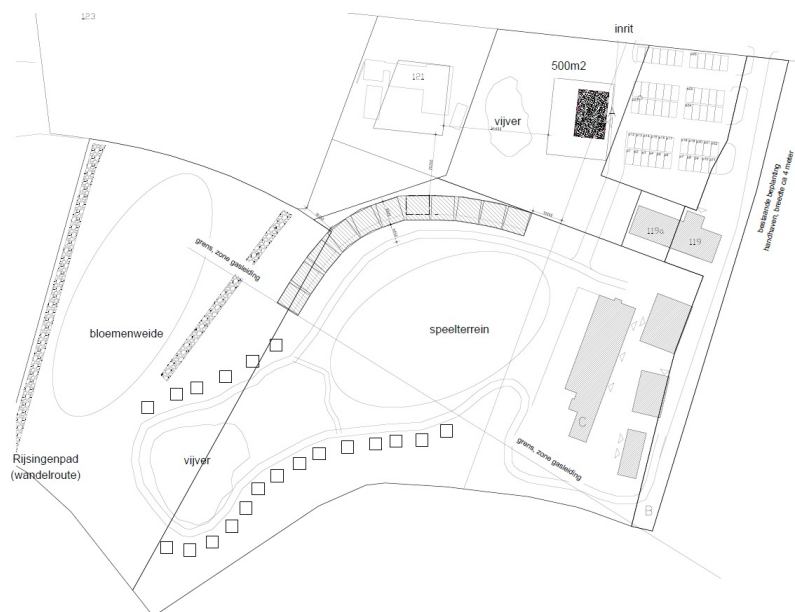 123
inrit
500m2
121
vijver
A
bestaande beplanting
handhaven, breedte ca 4 meter
119a
119
grens, zone gasleiding
bloemenweide
speelterrein
C
Rijsingenpad
(wandelroute)
vijver
grens, zone gasleiding
B